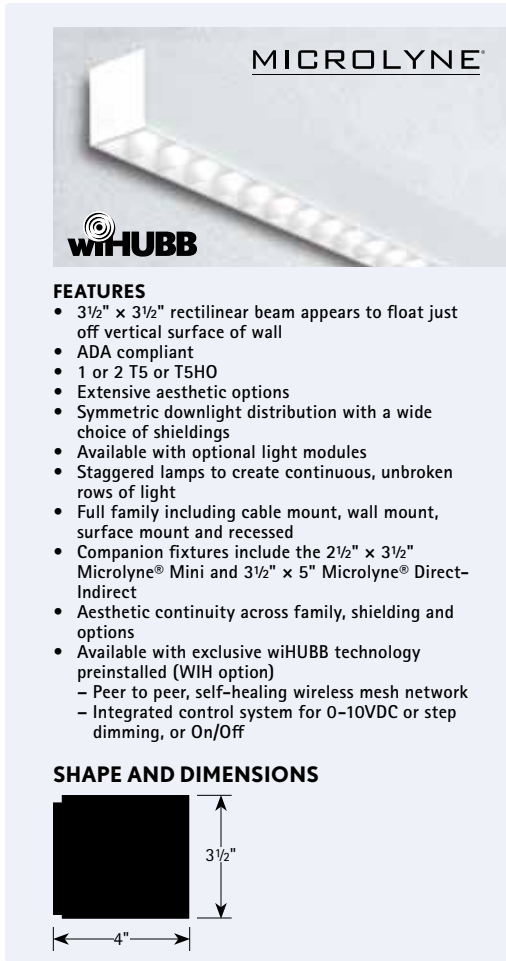 MICROLYNE®
wiHUBB
FEATURES
• 3½" × 3½" rectilinear beam appears to float just
off vertical surface of wall
• ADA compliant
• 1 or 2 T5 or T5HO
• Extensive aesthetic options
• Symmetric downlight distribution with a wide
choice of shieldings
• Available with optional light modules
• Staggered lamps to create continuous, unbroken
rows of light
• Full family including cable mount, wall mount,
surface mount and recessed
• Companion fixtures include the 2½" × 3½"
Microlyne® Mini and 3½" × 5" Microlyne® Direct-
Indirect
• Aesthetic continuity across family, shielding and
options
• Available with exclusive wiHUBB technology
preinstalled (WIH option)
– Peer to peer, self-healing wireless mesh network
– Integrated control system for 0-10VDC or step
dimming, or On/Off
SHAPE AND DIMENSIONS
3½"
4"